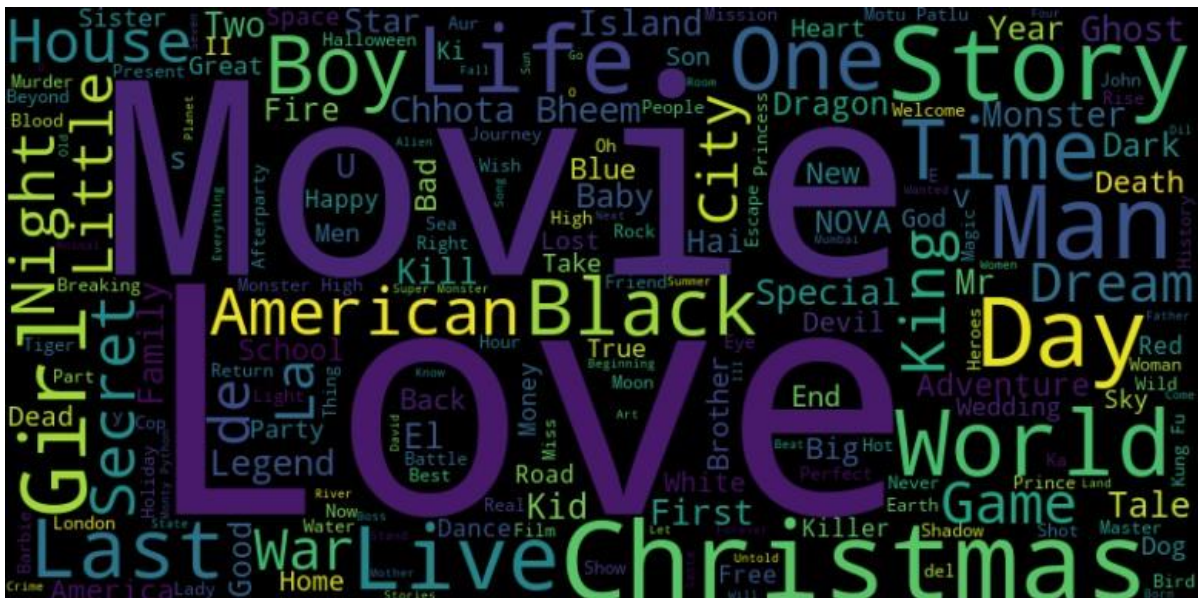 House
Sister
Two
II
Great
Space
Halloween
Aur
Ki
Star
Life
Island
Son
Mission
One
Heart
Motu Patlu
Story
Year
Ghost
Murder
Beyond
Present
Blood
Old
Little
Planet
s
Fire
Boy
Fall
Sun
Go
Room
Chhota Bheem
People
Dragon
Welcome
Time
Monster
John
Rise
Dark
Dil
Night
Movie
Everything
Afterparty
U
Happy
Men
Alien
Journey
Wish
Bad
Sea
Right
Song
Oh
Blue
Baby
High
Next
Lost
Rock
City
Escape
Princess
New
NOVA
Mumbai
E
Wanted
God
V
Magic
Man
Women
Death
History
Breaking
Monster High
Super Monster
Kill
Take
Hai
Friend
Summer
King
Mr
Dream
Girl
Secret
Family
American
Black
Special
Devil
Day
Father
Tiger
Part
School
Hour
True
Eye
Heroes
Red
Woman
Wild
Come
Return
Light
Thing
La
de
Love
Know
Beginning
III
Moon
Art
Money
Miss
Brother
End
Adventure
Wedding
Sky
Dead
y
Cop
Party
Legend
El
Back
Battle
Best
David
Road
White
Beat
Big
Hot
Perfect
World
Ka
Kung Fu
Holiday
Monty Python
River
Now
Real
Kid
First
Never
Earth
Prince
Land
Game
Tale
London
State
Barbie
Last
Good
War
Water
Boss
Stand
Live
Dance
Film
Let
Christmas
Killer
Shadow
Shot
Master
Dog
Crime
America
Lady
Home
Mother
Stories
Show
Will
Untold
Free
del
Bird
Born